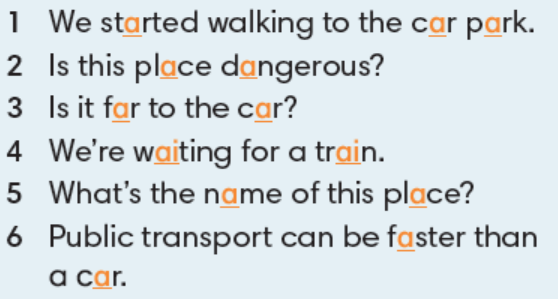 1 We started walking to the car park.
2 Is this place dangerous?
3 Is it far to the car?
4 We're waiting for a train.
5 What's the name of this place?
6 Public transport can be faster than
a car.